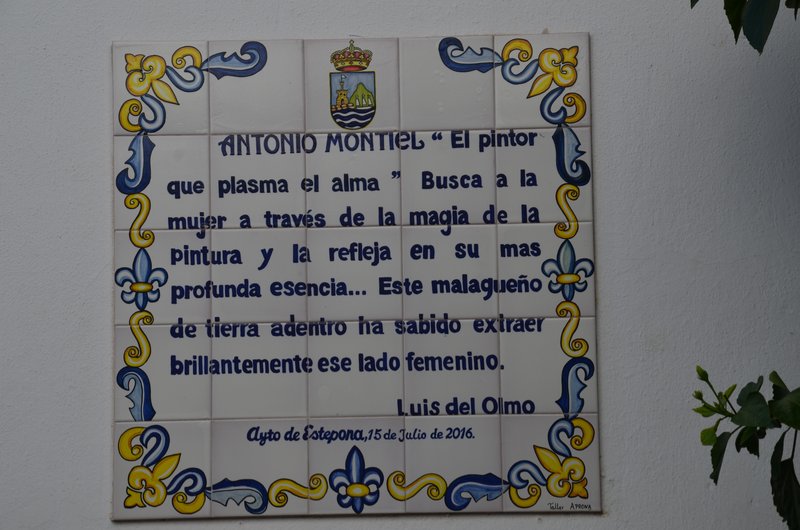 ANTONIO MONTIEL “ El pintor
que plasma el alma ” Busca a la
mujer a través de la magia de la
pintura y la refleja en su mas
profunda esencia... Este malagueño
de tierra adentro ha sabido extraer
brillantemente ese lado femenino.
Luis del Olmo
Ayto de Estepona, 15 de Julio de 2016.
Taller APRONA